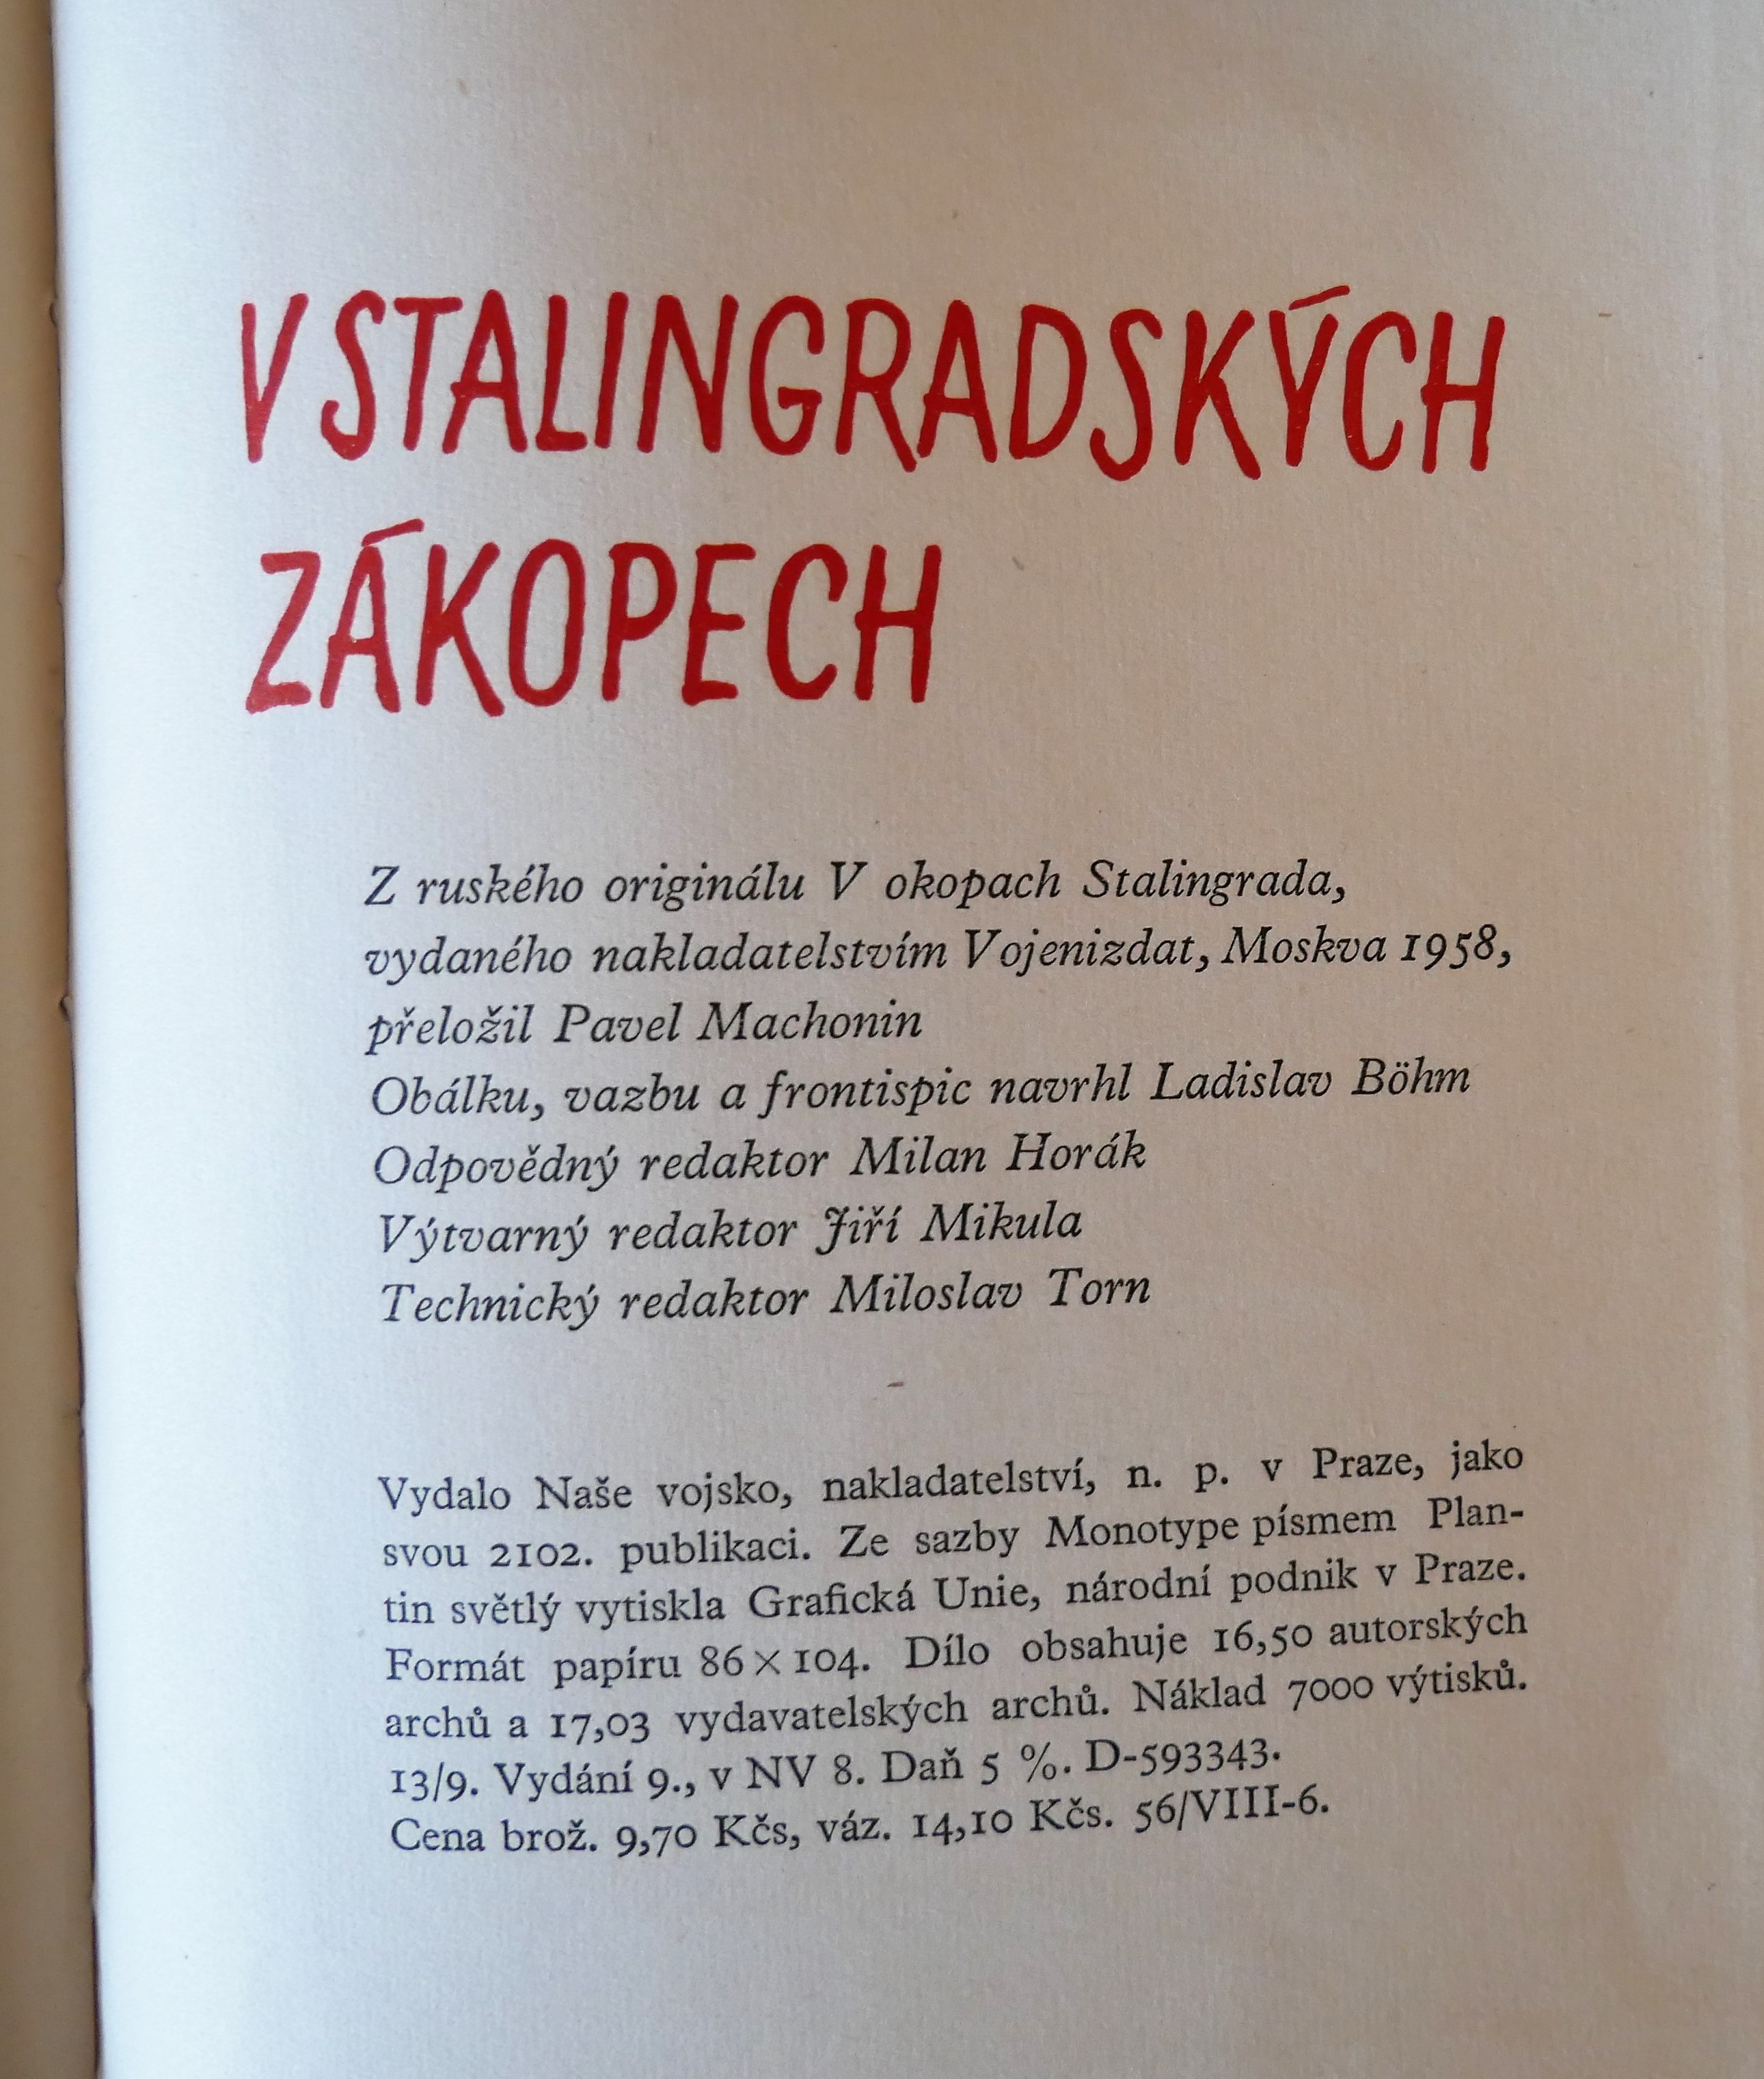 V STALINGRADSKÝCH
ZÁKOPECH
Z ruského originálu V okopach Stalingrada,
vydaného nakladatelstvím Vojenizdat, Moskva 1958,
přeložil Pavel Machonin
Obálku, vazbu a frontispic navrhl Ladislav Böhm
Odpovědný redaktor Milan Horák
Výtvarný redaktor Jiří Mikula
Technický redaktor Miloslav Torn
Vydalo Naše vojsko, nakladatelství, n. p. v Praze, jako
svou 2102. publikaci. Ze sazby Monotype písmem Plan-
tin světlý vytiskla Grafická Unie, národní podnik v Praze.
Formát papíru 86 × 104. Dílo obsahuje 16,50 autorských
archů a 17,03 vydavatelských archů. Náklad 7000 výtisků.
13/9. Vydání 9., v NV 8. Daň 5 %. D-593343.
Cena brož. 9,70 Kčs, váz. 14,10 Kčs. 56/VIII-6.